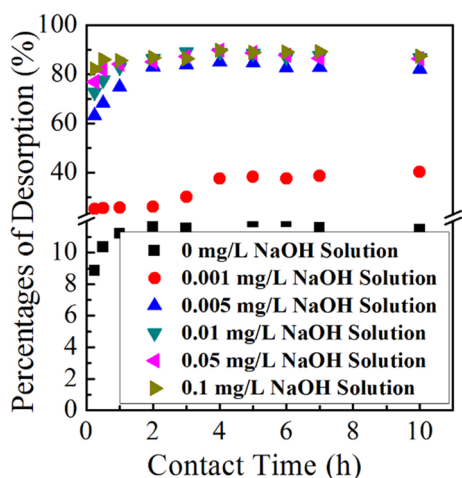 Percentages of Desorption (%)
100
80
60
40
10
8
6
4
2
0
0 mg/L NaOH Solution
0.001 mg/L NaOH Solution
0.005 mg/L NaOH Solution
0.01 mg/L NaOH Solution
0.05 mg/L NaOH Solution
0.1 mg/L NaOH Solution
0 2 4 6 8 10
Contact Time (h)